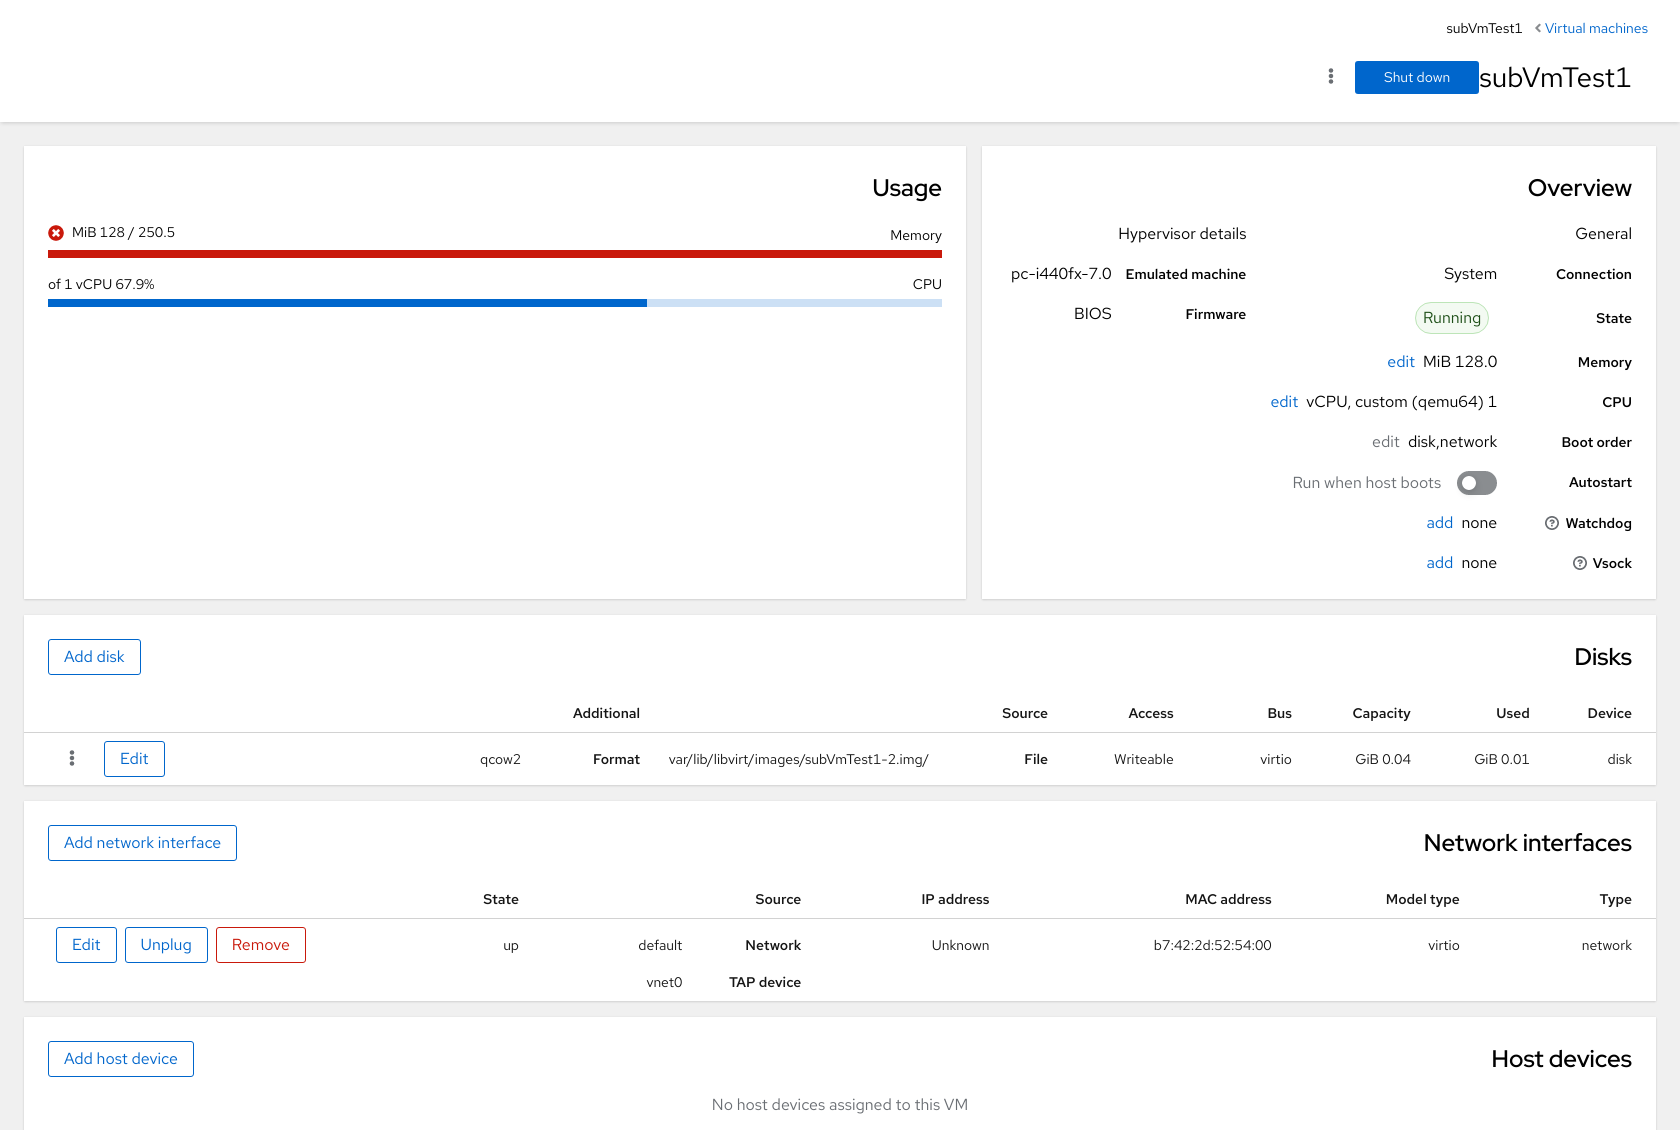 subVmTest1 Virtual machines
Shut down subVmTest1
Usage
MiB 128 / 250.5 Memory
of 1 vCPU 67.9% CPU
Overview
General
Connection System
State Running
Memory MiB 128.0 edit
CPU vCPU, custom (qemu64) 1 edit
Boot order disk,network edit
Autostart Run when host boots
Watchdog none add
Vsock none add
Hypervisor details
Emulated machine pc-i440fx-7.0
Firmware BIOS
Disks Add disk
Device Used Capacity Bus Access Source Additional
disk GiB 0.01 GiB 0.04 virtio Writeable File var/lib/libvirt/images/subVmTest1-2.img/ Format qcow2 Edit
Network interfaces Add network interface
Type Model type MAC address IP address Source State
network virtio b7:42:2d:52:54:00 Unknown Network default up Edit Unplug Remove
TAP device vnet0
Host devices Add host device
No host devices assigned to this VM